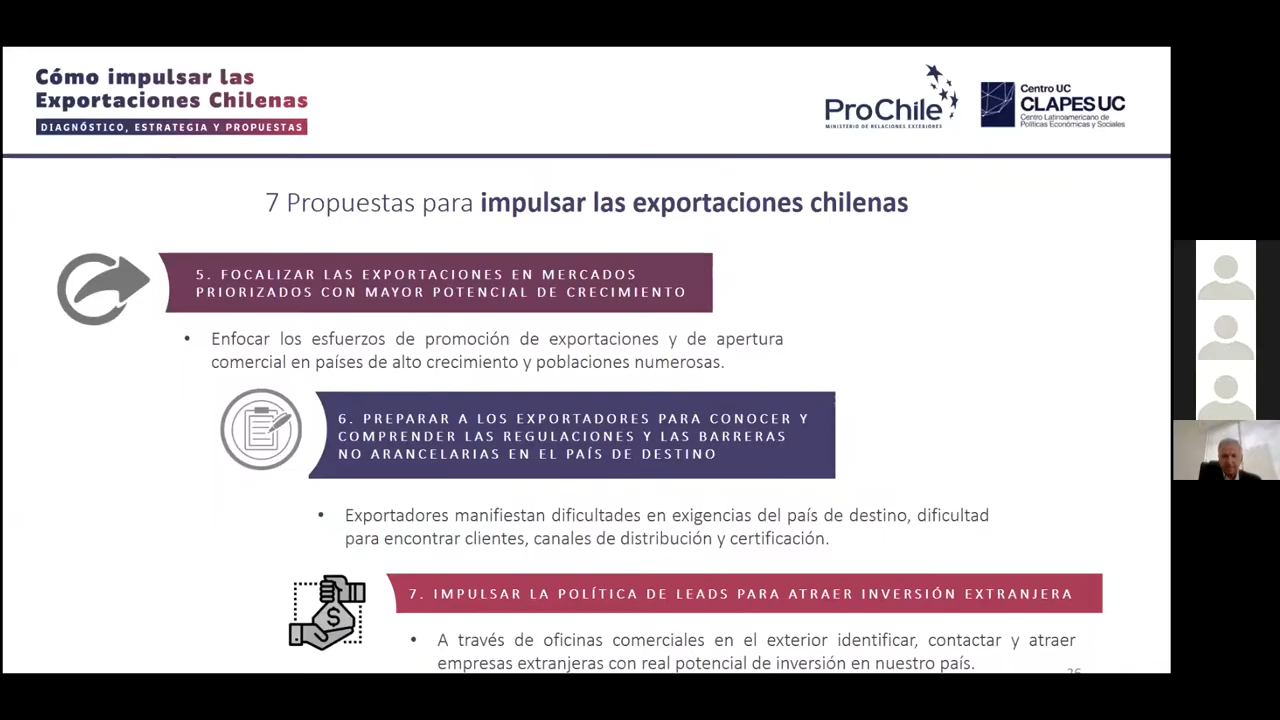 Cómo impulsar las
Exportaciones Chilenas
DIAGNÓSTICO, ESTRATEGIA Y PROPUESTAS
ProChile
MINISTERIO DE RELACIONES EXTERIORES
Centro UC
CLAPES UC
Centro Latinoamericano de
Políticas Económicas y Sociales
7 Propuestas para impulsar las exportaciones chilenas
5. FOCALIZAR LAS EXPORTACIONES EN MERCADOS
PRIORIZADOS CON MAYOR POTENCIAL DE CRECIMIENTO
• Enfocar los esfuerzos de promoción de exportaciones y de apertura
comercial en países de alto crecimiento y poblaciones numerosas.
6. PREPARAR A LOS EXPORTADORES PARA CONOCER Y
COMPRENDER LAS REGULACIONES Y LAS BARRERAS
NO ARANCELARIAS EN EL PAÍS DE DESTINO
• Exportadores manifiestan dificultades en exigencias del país de destino, dificultad
para encontrar clientes, canales de distribución y certificación.
$
7. IMPULSAR LA POLÍTICA DE LEADS PARA ATRAER INVERSIÓN EXTRANJERA
• A través de oficinas comerciales en el exterior identificar, contactar y atraer
empresas extranjeras con real potencial de inversión en nuestro país.